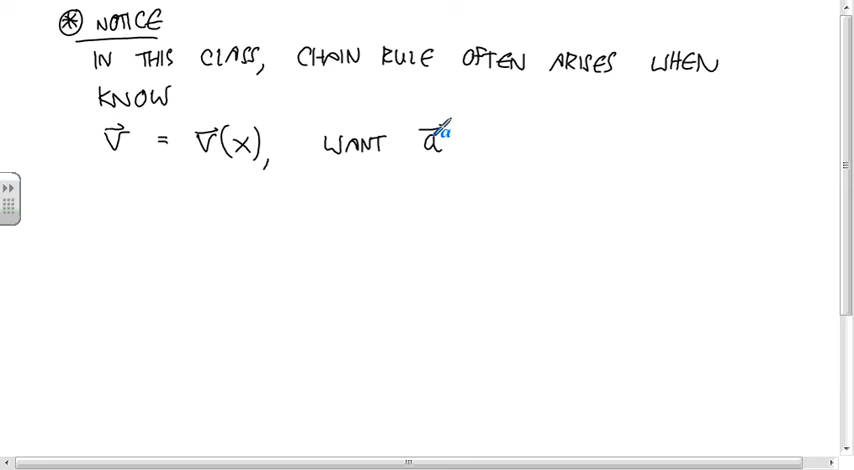 ⊛ NOTICE
IN THIS CLASS, CHAIN RULE OFTEN ARISES WHEN
KNOW
v⃗ = v⃗(x), WANT a⃗